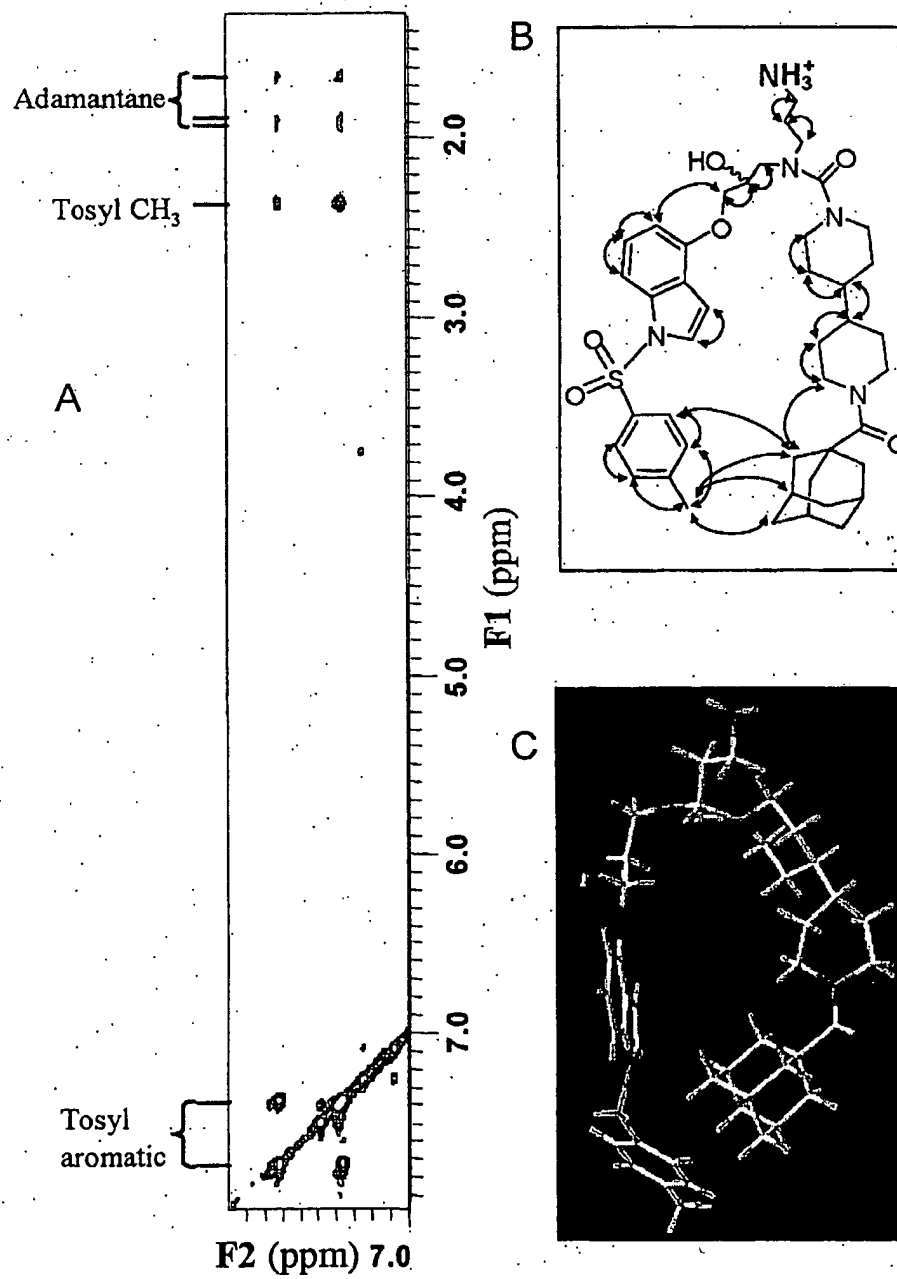 A
Adamantane
Tosyl CH₃
Tosyl
aromatic
2.0
3.0
4.0
5.0
6.0
7.0
F1 (ppm)
F2 (ppm) 7.0
B
NH₃⁺
HO
N
O
O
N
N
O
S
O
N
O
C